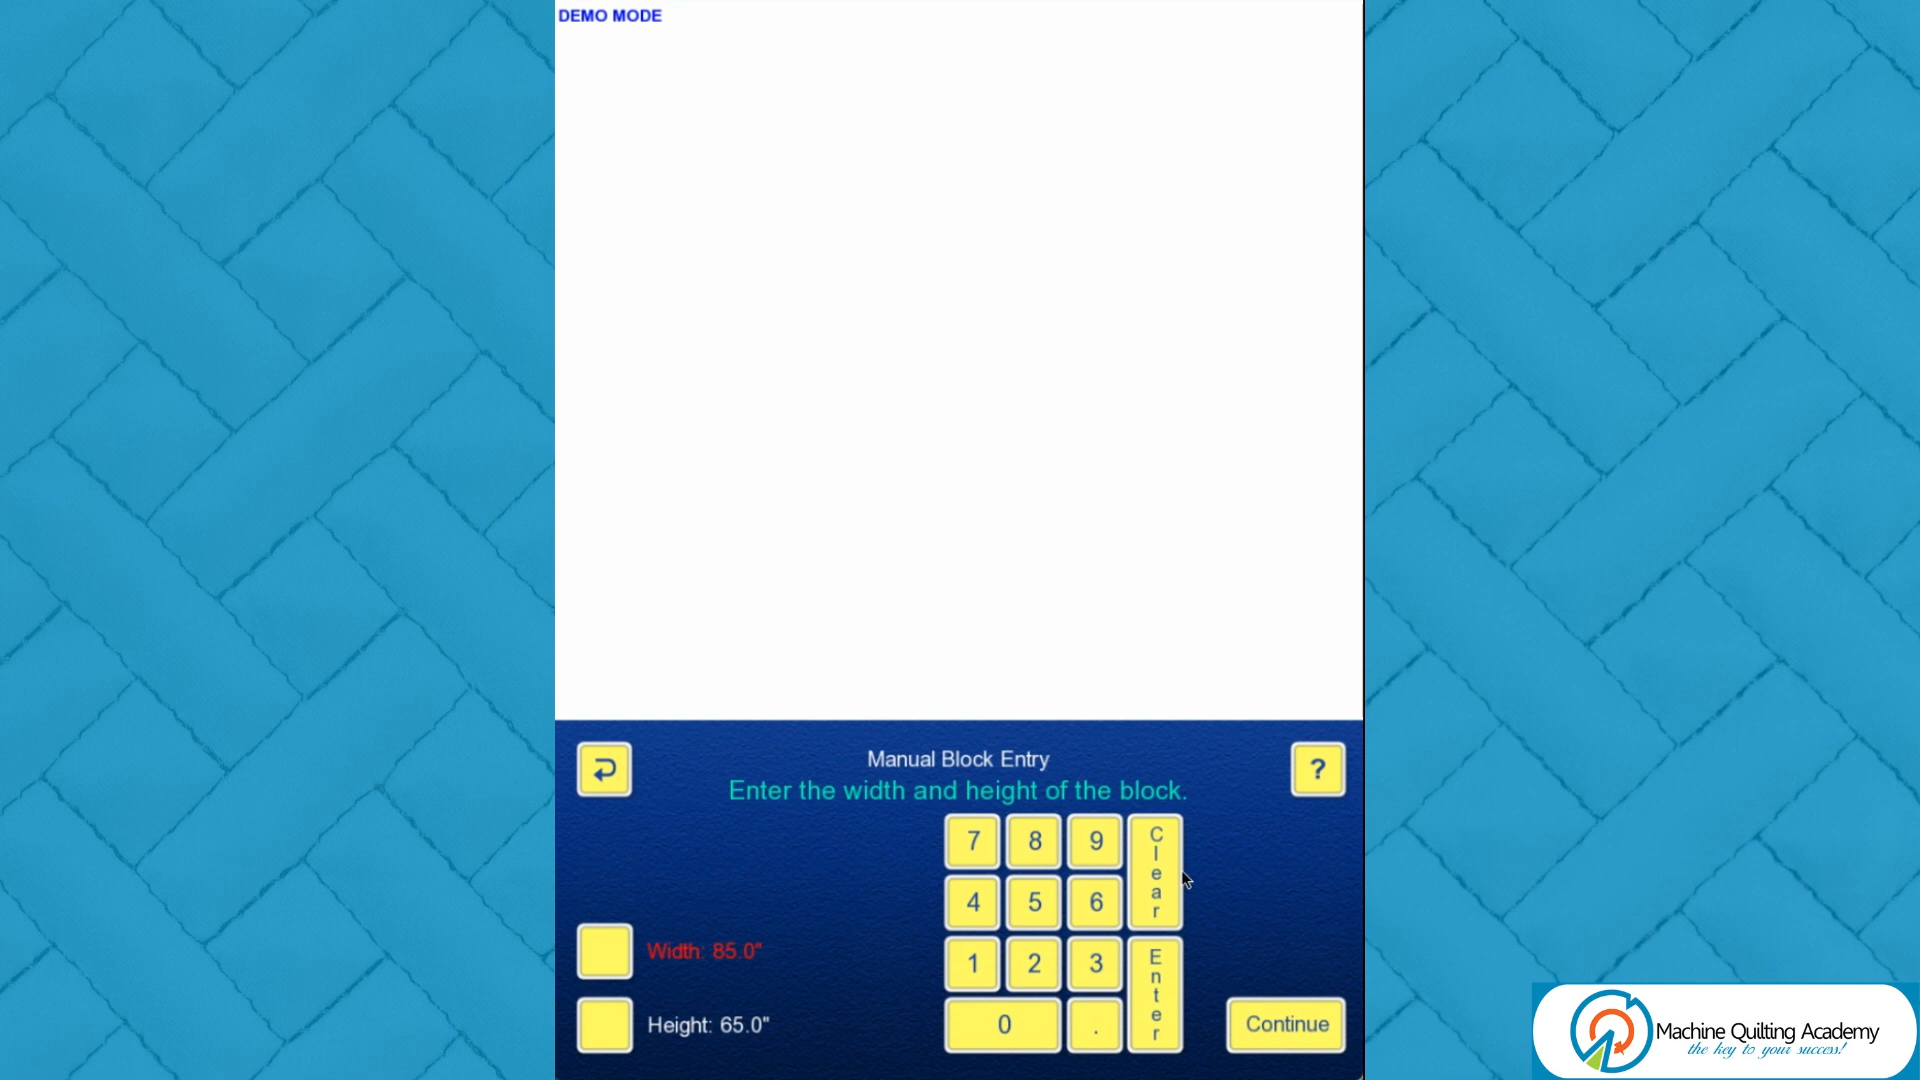 DEMO MODE
Manual Block Entry
?
Enter the width and height of the block.
7 8 9 Clear
4 5 6
Width: 85.0"
1 2 3 Enter
Height: 65.0"
0 .
Continue
Machine Quilting Academy
the key to your success!